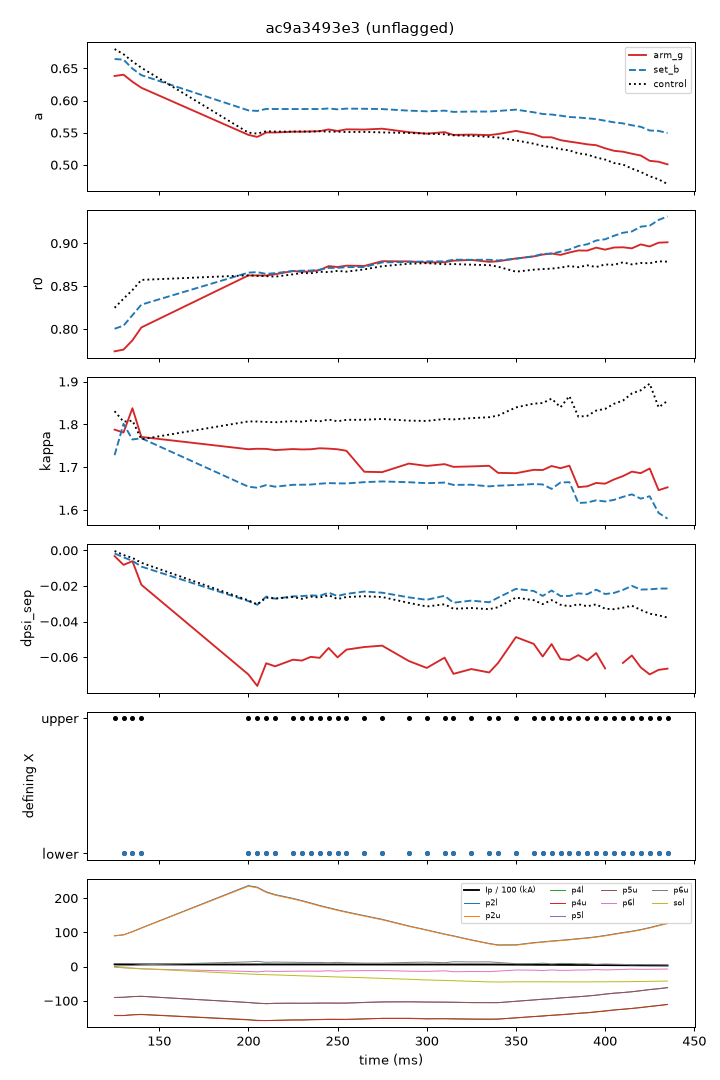 ac9a3493e3 (unflagged)
arm_g
set_b
control
a
0.65
0.60
0.55
0.50
r0
0.90
0.85
0.80
kappa
1.9
1.8
1.7
1.6
dpsi_sep
0.00
−0.02
−0.04
−0.06
defining X
upper
lower
Ip / 100 (kA) p4l p5u p6u
p2l p4u p6l sol
p2u p5l
200
100
0
−100
150 200 250 300 350 400 450
time (ms)